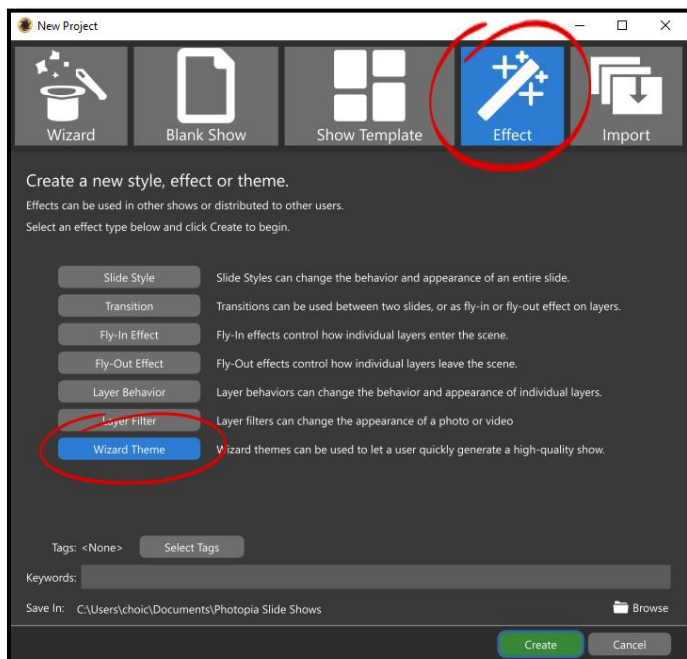 New Project
Wizard
Blank Show
Show Template
Effect
Import
Create a new style, effect or theme.
Effects can be used in other shows or distributed to other users.
Select an effect type below and click Create to begin.
Slide Style Slide Styles can change the behavior and appearance of an entire slide.
Transition Transitions can be used between two slides, or as fly-in or fly-out effect on layers.
Fly-In Effect Fly-In effects control how individual layers enter the scene.
Fly-Out Effect Fly-Out effects control how individual layers leave the scene.
Layer Behavior Layer behaviors can change the behavior and appearance of individual layers.
Layer Filter Layer filters can change the appearance of a photo or video
Wizard Theme Wizard themes can be used to let a user quickly generate a high-quality show.
Tags: <None> Select Tags
Keywords:
Save In: C:\Users\choic\Documents\Photopia Slide Shows Browse
Create Cancel